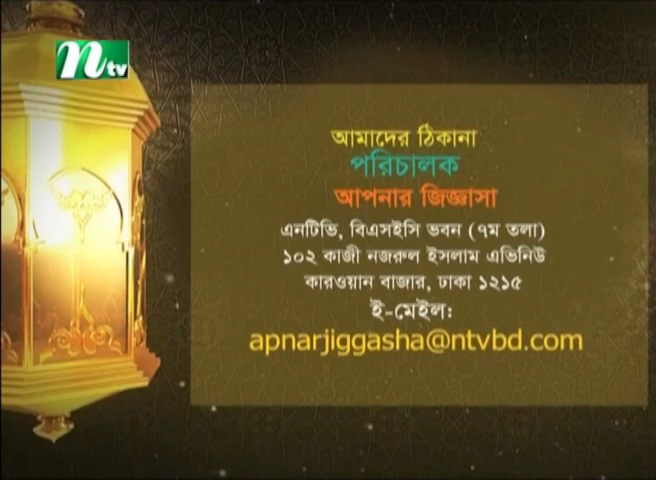 ntv
আমাদের ঠিকানা
পরিচালক
আপনার জিজ্ঞাসা
এনটিভি, বিএসইসি ভবন (৭ম তলা)
১০২ কাজী নজরুল ইসলাম এভিনিউ
কারওয়ান বাজার, ঢাকা ১২১৫
ই-মেইল:
apnarjiggasha@ntvbd.com